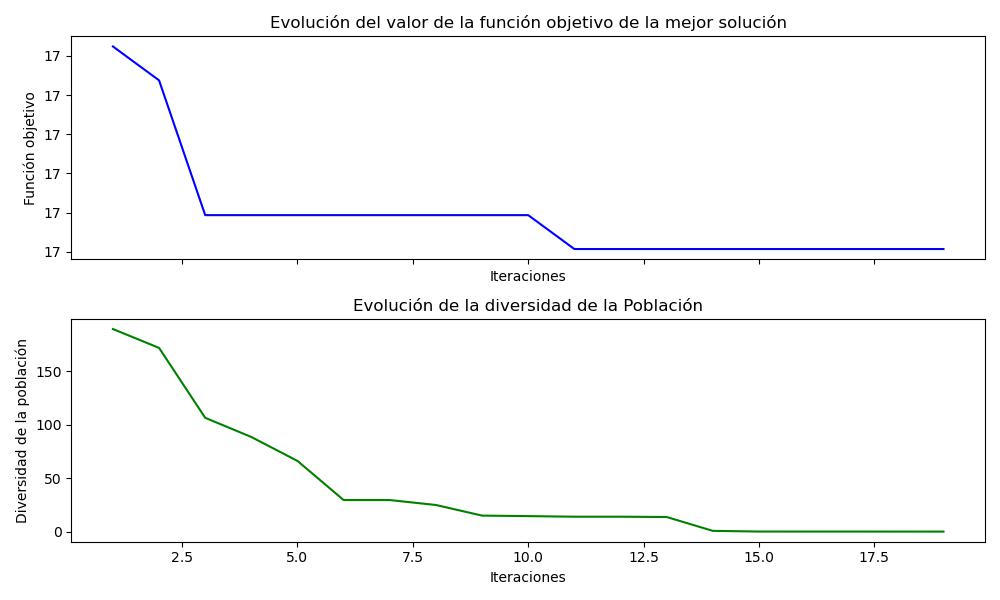 Evolución del valor de la función objetivo de la mejor solución
Función objetivo
17
17
17
17
17
17
Iteraciones
Evolución de la diversidad de la Población
Diversidad de la población
150
100
50
0
2.5 5.0 7.5 10.0 12.5 15.0 17.5
Iteraciones